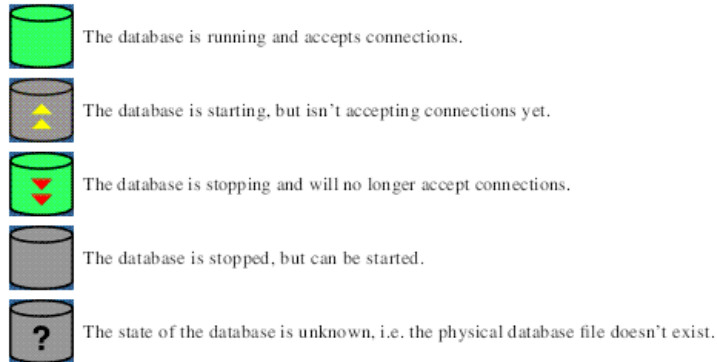 The database is running and accepts connections.
The database is starting, but isn't accepting connections yet.
The database is stopping and will no longer accept connections.
The database is stopped, but can be started.
?
The state of the database is unknown, i.e. the physical database file doesn't exist.